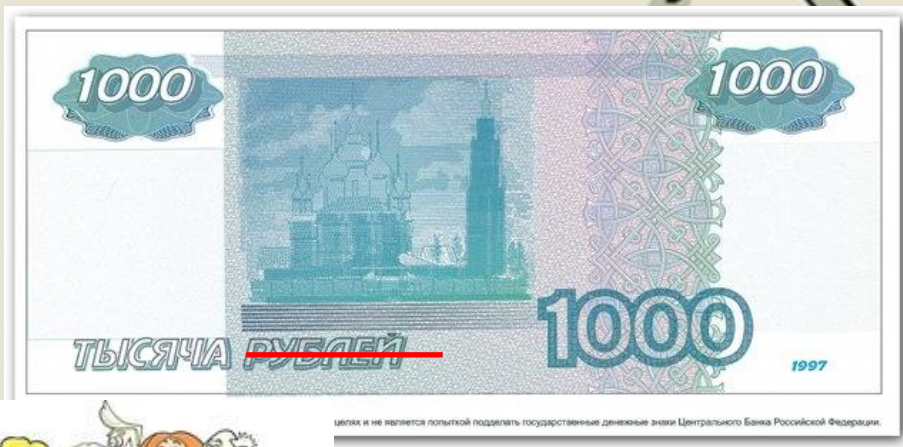 1000 1000
ТЫСЯЧА РУБЛЕЙ 1000 1997
целях и не является попыткой подделать государственные денежные знаки Центрального Банка Российской Федерации.